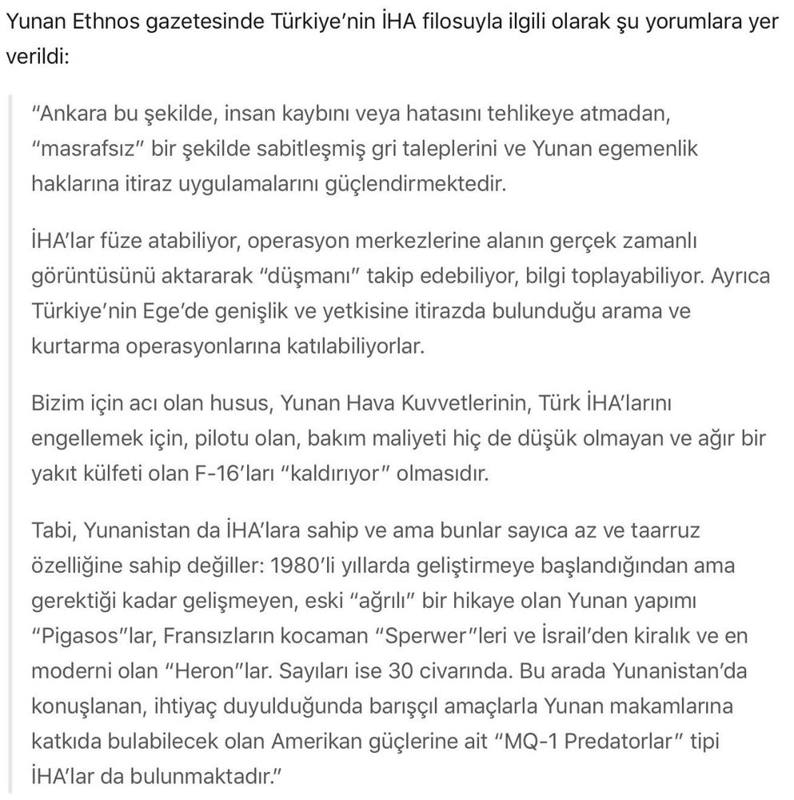 Yunan Ethnos gazetesinde Türkiye’nin İHA filosuyla ilgili olarak şu yorumlara yer
verildi:
“Ankara bu şekilde, insan kaybını veya hatasını tehlikeye atmadan,
“masrafsız” bir şekilde sabitleşmiş gri taleplerini ve Yunan egemenlik
haklarına itiraz uygulamalarını güçlendirmektedir.
İHA’lar füze atabiliyor, operasyon merkezlerine alanın gerçek zamanlı
görüntüsünü aktararak “düşmanı” takip edebiliyor, bilgi toplayabiliyor. Ayrıca
Türkiye’nin Ege’de genişlik ve yetkisine itirazda bulunduğu arama ve
kurtarma operasyonlarına katılabiliyorlar.
Bizim için acı olan husus, Yunan Hava Kuvvetlerinin, Türk İHA’larını
engellemek için, pilotu olan, bakım maliyeti hiç de düşük olmayan ve ağır bir
yakıt külfeti olan F-16’ları “kaldırıyor” olmasıdır.
Tabi, Yunanistan da İHA’lara sahip ve ama bunlar sayıca az ve taarruz
özelliğine sahip değiller: 1980’li yıllarda geliştirmeye başlandığından ama
gerektiği kadar gelişmeyen, eski “ağrılı” bir hikaye olan Yunan yapımı
“Pigasos”lar, Fransızların kocaman “Sperwer”leri ve İsrail’den kiralık ve en
moderni olan “Heron”lar. Sayıları ise 30 civarında. Bu arada Yunanistan’da
konuşlanan, ihtiyaç duyulduğunda barışçıl amaçlarla Yunan makamlarına
katkıda bulabilecek olan Amerikan güçlerine ait “MQ-1 Predatorlar” tipi
İHA’lar da bulunmaktadır.”